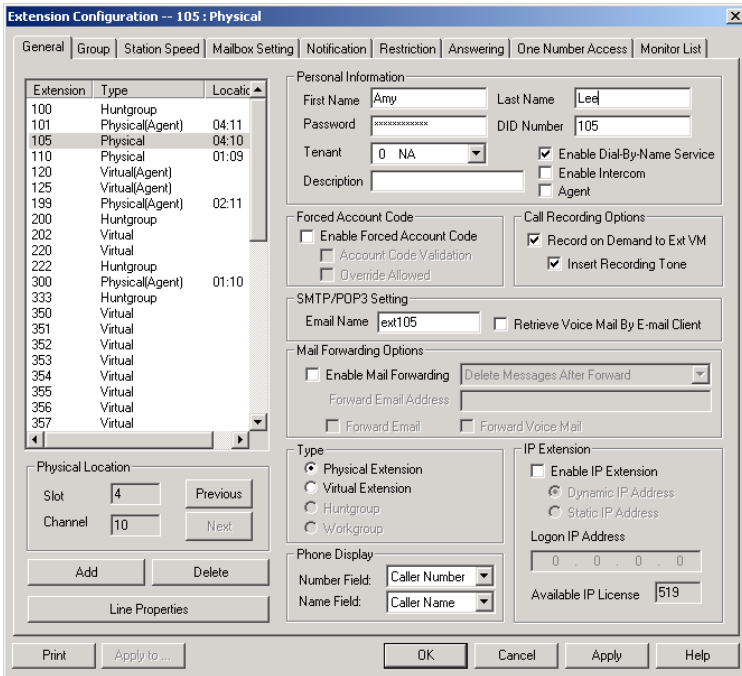 Extension Configuration -- 105 : Physical
General Group Station Speed Mailbox Setting Notification Restriction Answering One Number Access Monitor List
Extension Type Locatic
100 Huntgroup
101 Physical(Agent) 04:11
105 Physical 04:10
110 Physical 01:09
120 Virtual(Agent)
125 Virtual(Agent)
199 Physical(Agent) 02:11
200 Huntgroup
202 Virtual
220 Virtual
222 Huntgroup
300 Physical(Agent) 01:10
333 Huntgroup
350 Virtual
351 Virtual
352 Virtual
353 Virtual
354 Virtual
355 Virtual
356 Virtual
357 Virtual
Physical Location
Slot 4 Previous
Channel 10 Next
Add Delete
Line Properties
Personal Information
First Name Amy Last Name Lee
Password ************ DID Number 105
Tenant 0 NA Enable Dial-By-Name Service
Enable Intercom
Description Agent
Forced Account Code
Enable Forced Account Code
Account Code Validation
Override Allowed
Call Recording Options
Record on Demand to Ext VM
Insert Recording Tone
SMTP/POP3 Setting
Email Name ext105 Retrieve Voice Mail By E-mail Client
Mail Forwarding Options
Enable Mail Forwarding Delete Messages After Forward
Forward Email Address
Forward Email Forward Voice Mail
Type
Physical Extension
Virtual Extension
Huntgroup
Workgroup
Phone Display
Number Field: Caller Number
Name Field: Caller Name
IP Extension
Enable IP Extension
Dynamic IP Address
Static IP Address
Logon IP Address
0 . 0 . 0 . 0
Available IP License 519
Print Apply to ... OK Cancel Apply Help